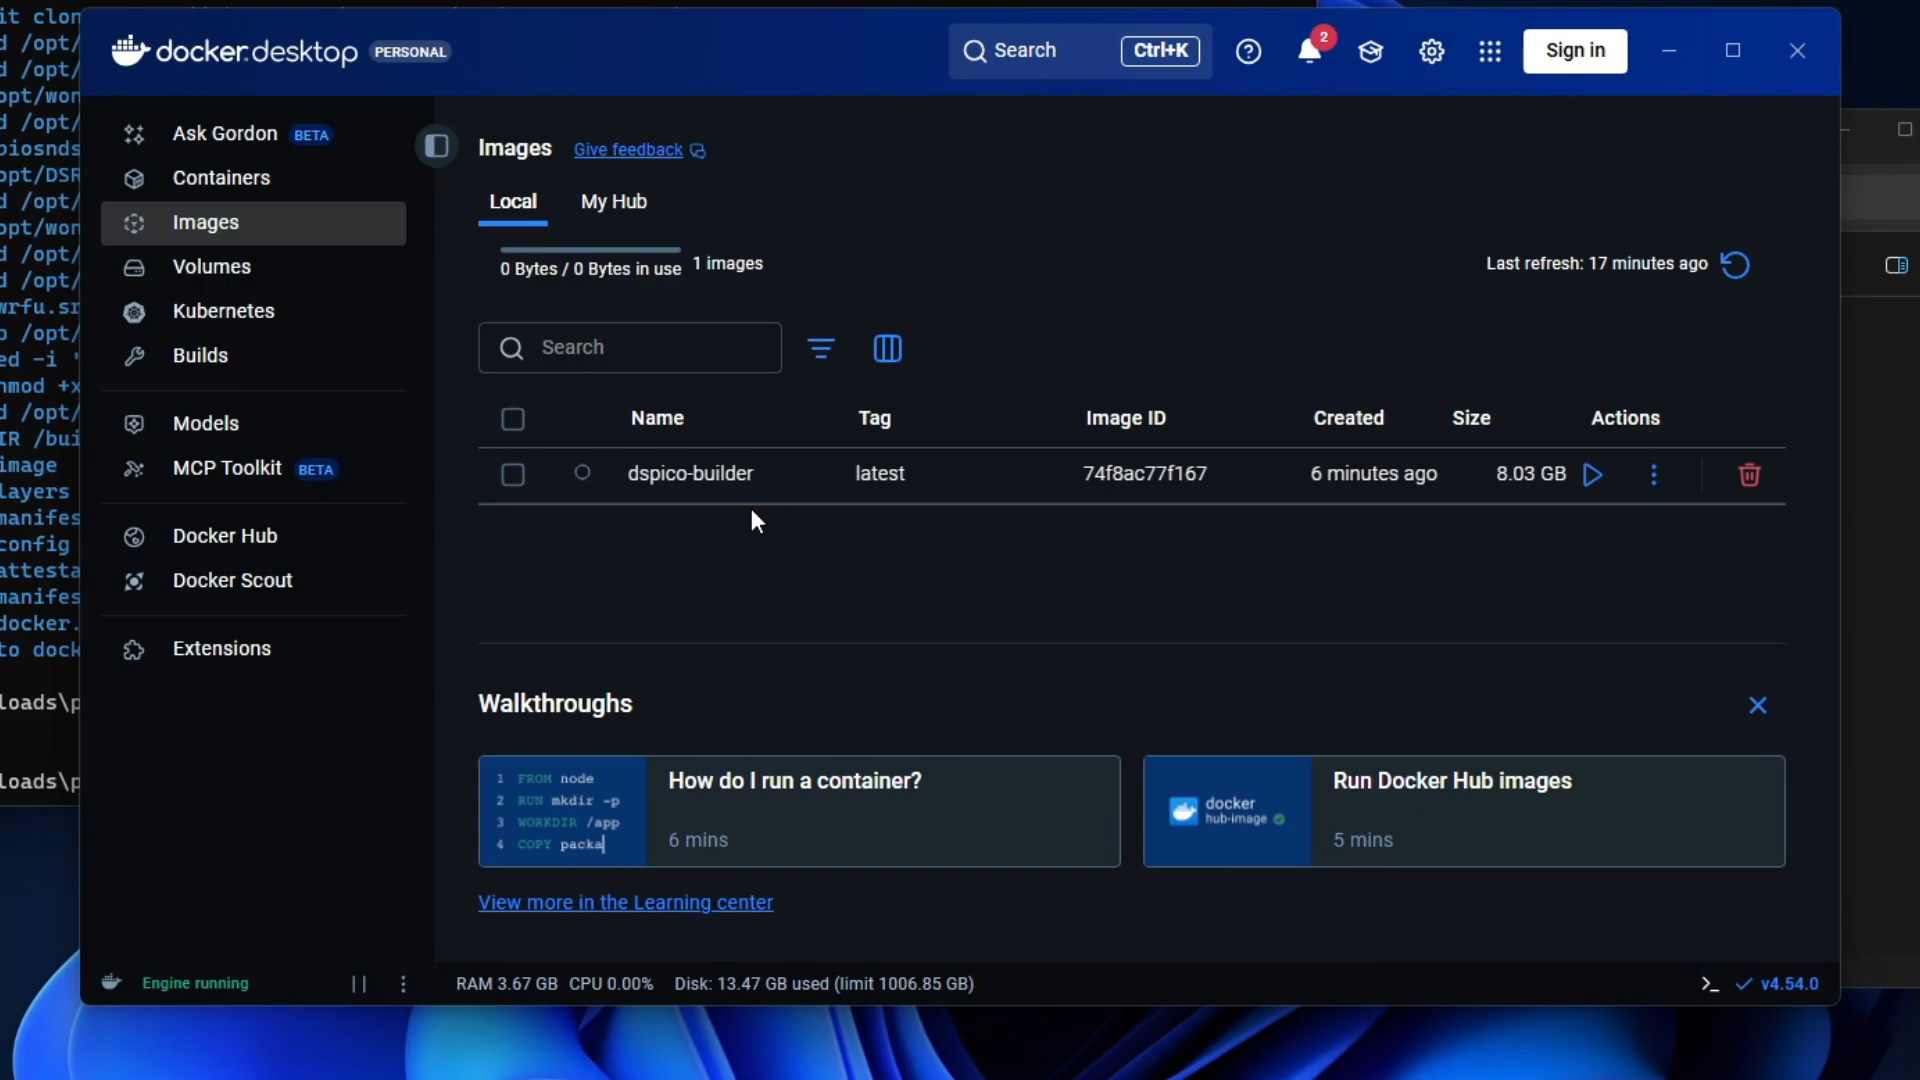 it clon
d /opt/
d /opt/
opt/won
d /opt/
biosnds
opt/DSR
d /opt/
opt/won
d /opt/
d /opt/
wrfu.sr
p /opt/
ed -i '
hmod +x
d /opt/
IR /bui
image
layers
manifes
config
attesta
manifes
docker.
to dock
loads\p
loads\p
docker.desktop PERSONAL
Search Ctrl+K
2
Sign in
Ask Gordon BETA
Containers
Images
Volumes
Kubernetes
Builds
Models
MCP Toolkit BETA
Docker Hub
Docker Scout
Extensions
Images Give feedback
Local My Hub
0 Bytes / 0 Bytes in use 1 images
Last refresh: 17 minutes ago
Search
Name Tag Image ID Created Size Actions
dspico-builder latest 74f8ac77f167 6 minutes ago 8.03 GB
Walkthroughs
1 FROM node
2 RUN mkdir -p
3 WORKDIR /app
4 COPY packa
How do I run a container?
6 mins
docker
hub-image
Run Docker Hub images
5 mins
View more in the Learning center
Engine running
RAM 3.67 GB CPU 0.00% Disk: 13.47 GB used (limit 1006.85 GB)
>_ v4.54.0